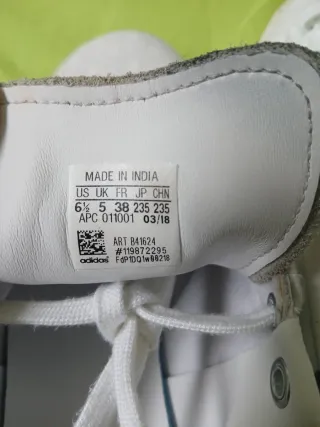 MADE IN INDIA
US UK FR JP CHN
6½ 5 38 235 235
APC 011001 03/18
ART B41624
#119872295
adidas